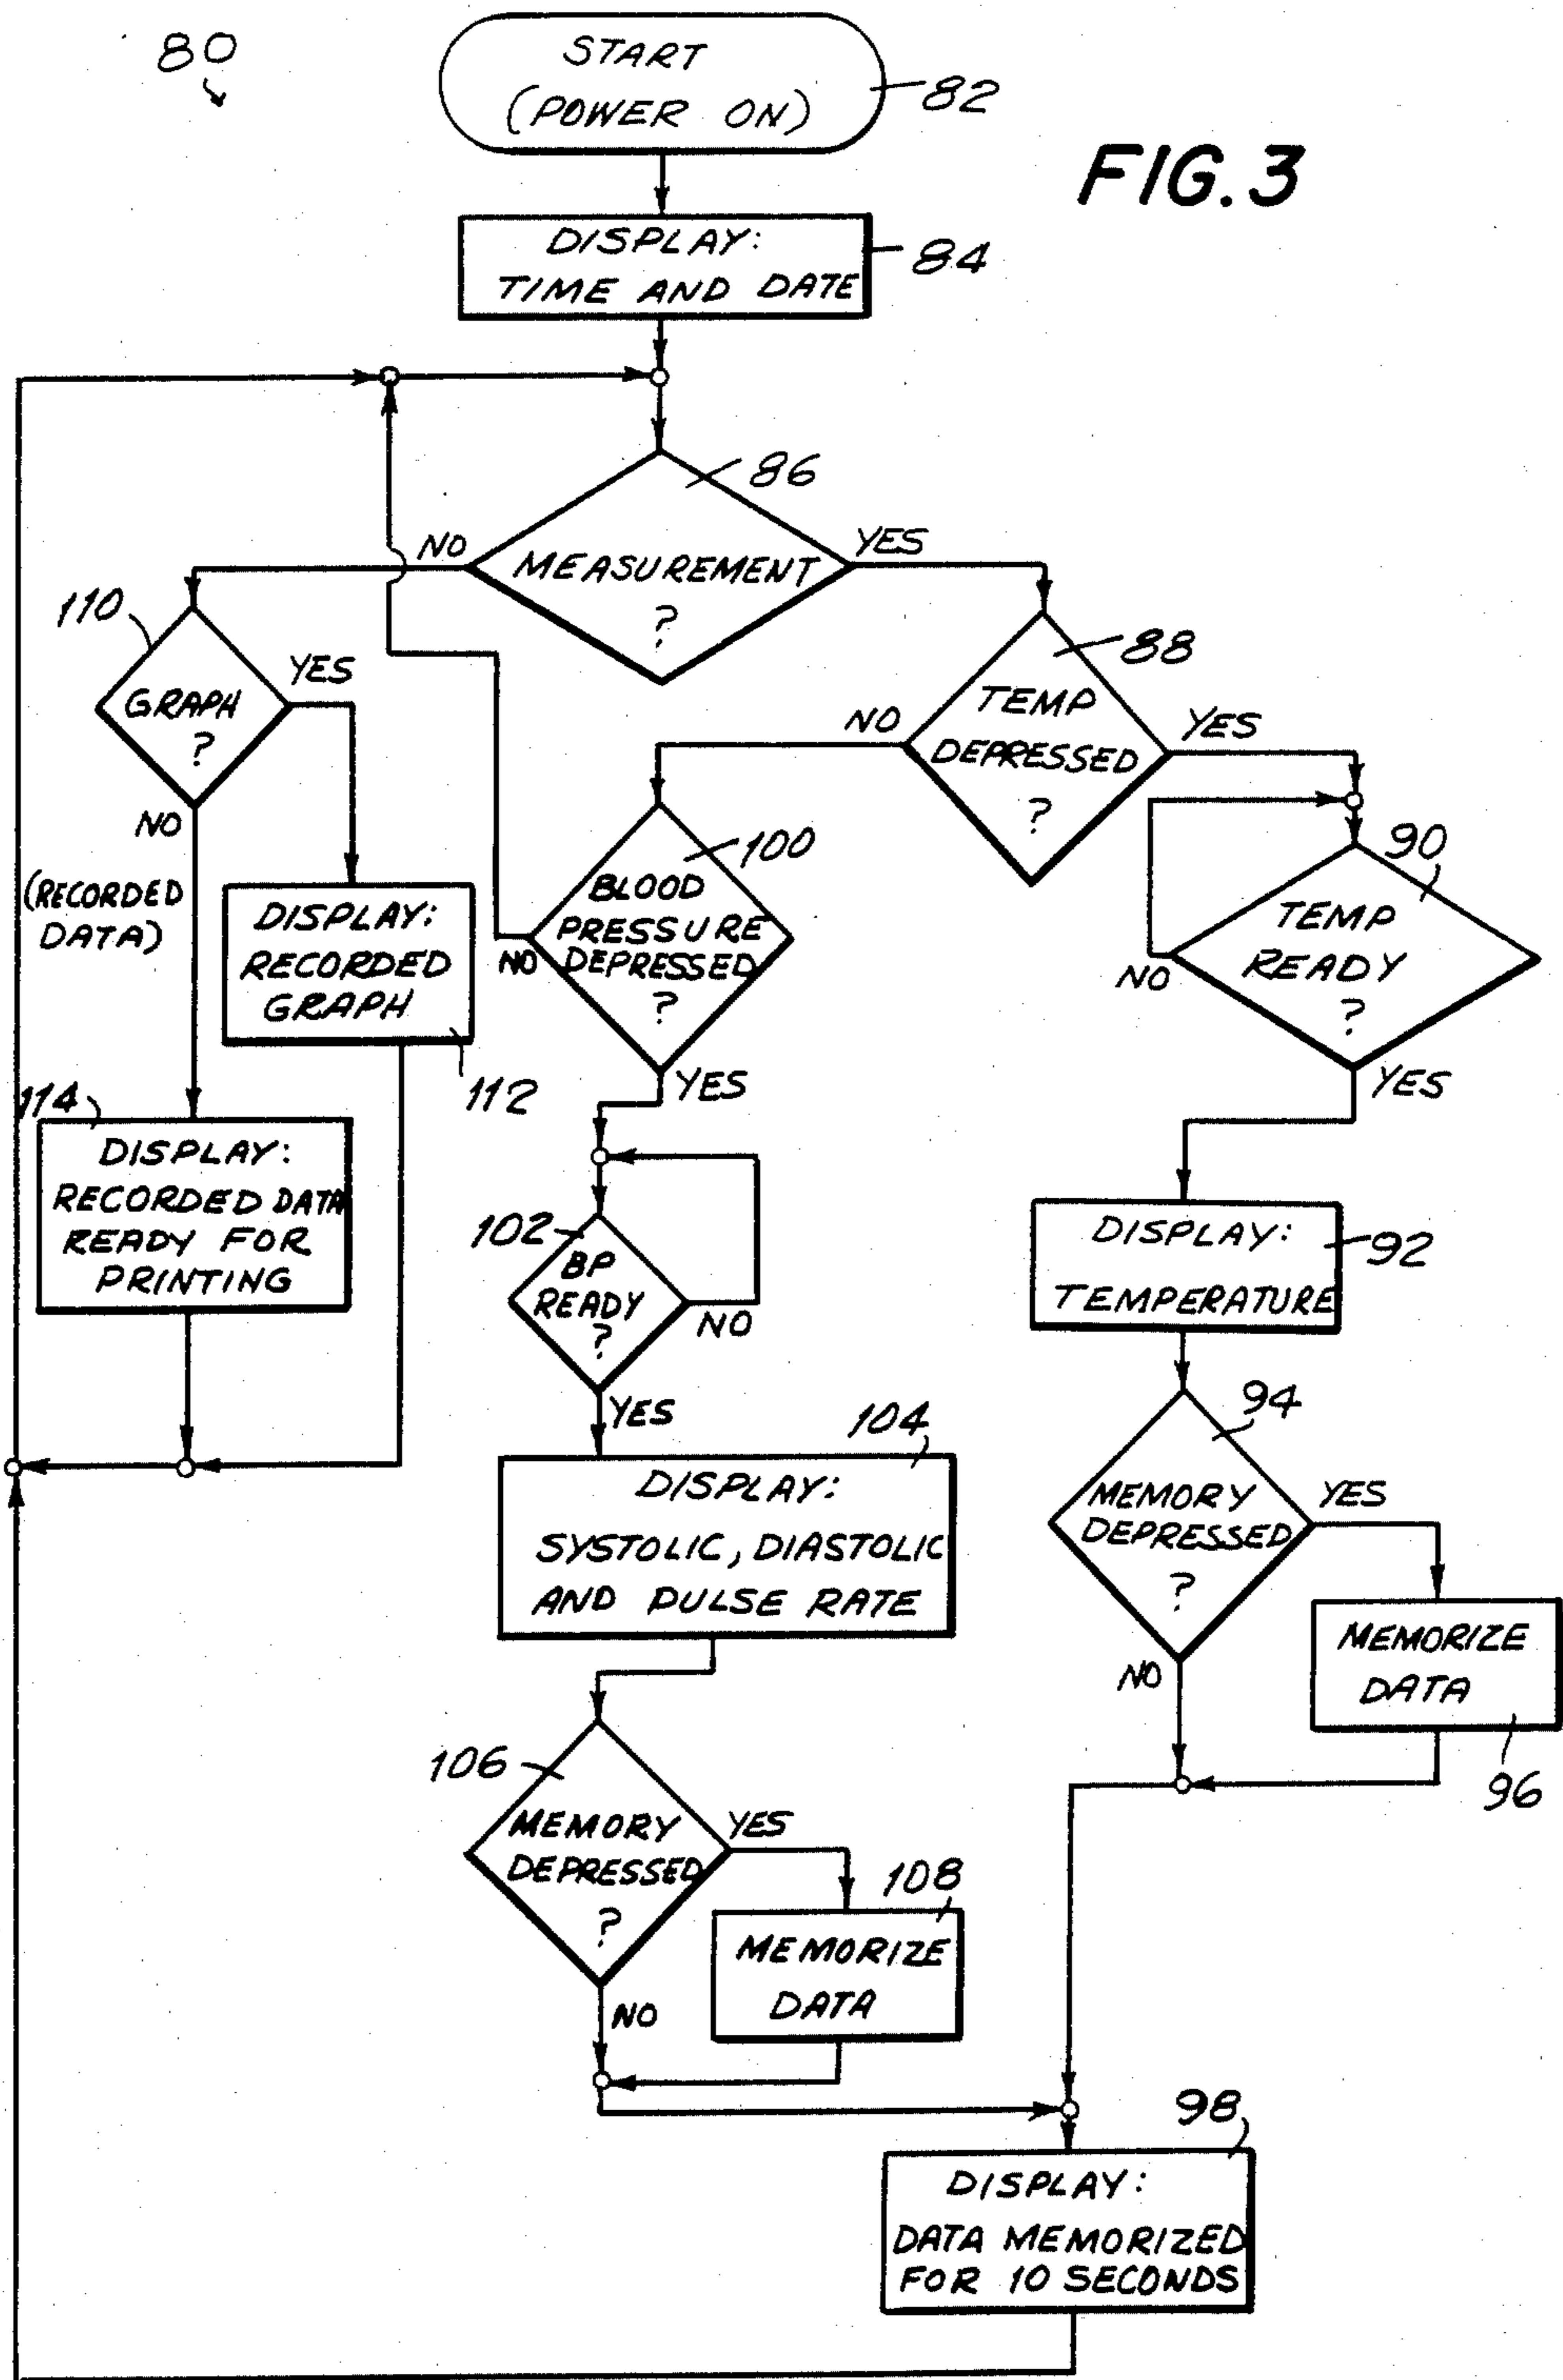 80
START
(POWER ON)
82
FIG. 3
DISPLAY:
TIME AND DATE
84
86
MEASUREMENT
?
NO
YES
110
GRAPH
?
YES
NO
(RECORDED
DATA)
88
TEMP
DEPRESSED
?
NO
YES
100
BLOOD
PRESSURE
DEPRESSED
?
NO
YES
90
TEMP
READY
?
NO
YES
DISPLAY:
RECORDED
GRAPH
112
114
DISPLAY:
RECORDED DATA
READY FOR
PRINTING
102
BP
READY
?
NO
YES
DISPLAY:
TEMPERATURE
92
94
MEMORY
DEPRESSED
?
YES
NO
104
DISPLAY:
SYSTOLIC, DIASTOLIC
AND PULSE RATE
MEMORIZE
DATA
96
106
MEMORY
DEPRESSED
?
YES
NO
108
MEMORIZE
DATA
98
DISPLAY:
DATA MEMORIZED
FOR 10 SECONDS